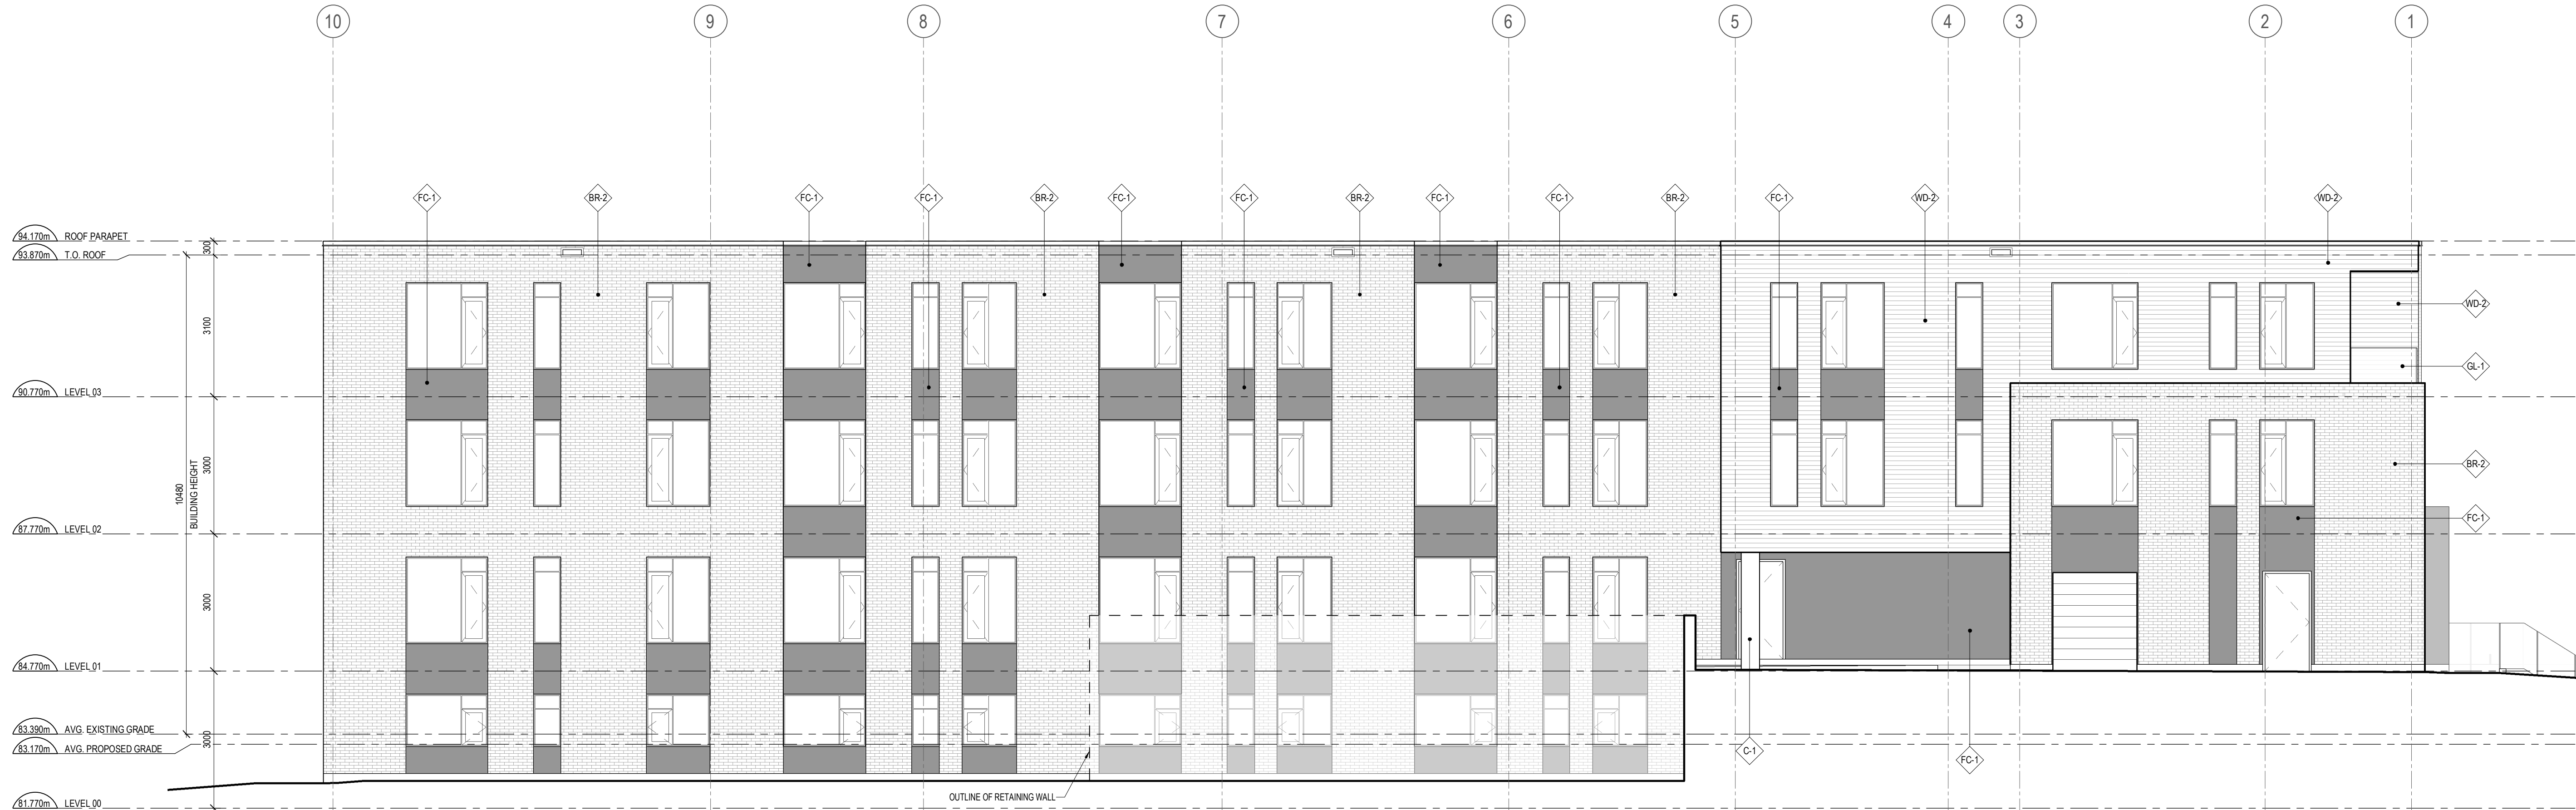 10 9 8 7 6 5 4 3 2 1
FC-1 BR-2 FC-1 FC-1 BR-2 FC-1 FC-1 BR-2 FC-1 FC-1 BR-2 FC-1 WD-2 WD-2
94.170m ROOF PARAPET
300
93.870m T.O. ROOF
WD-2
3100
GL-1
90.770m LEVEL 03
3000
BR-2
10480
BUILDING HEIGHT
FC-1
87.770m LEVEL 02
3000
84.770m LEVEL 01
83.390m AVG. EXISTING GRADE
3000
83.170m AVG. PROPOSED GRADE
C-1
FC-1
OUTLINE OF RETAINING WALL
81.770m LEVEL 00